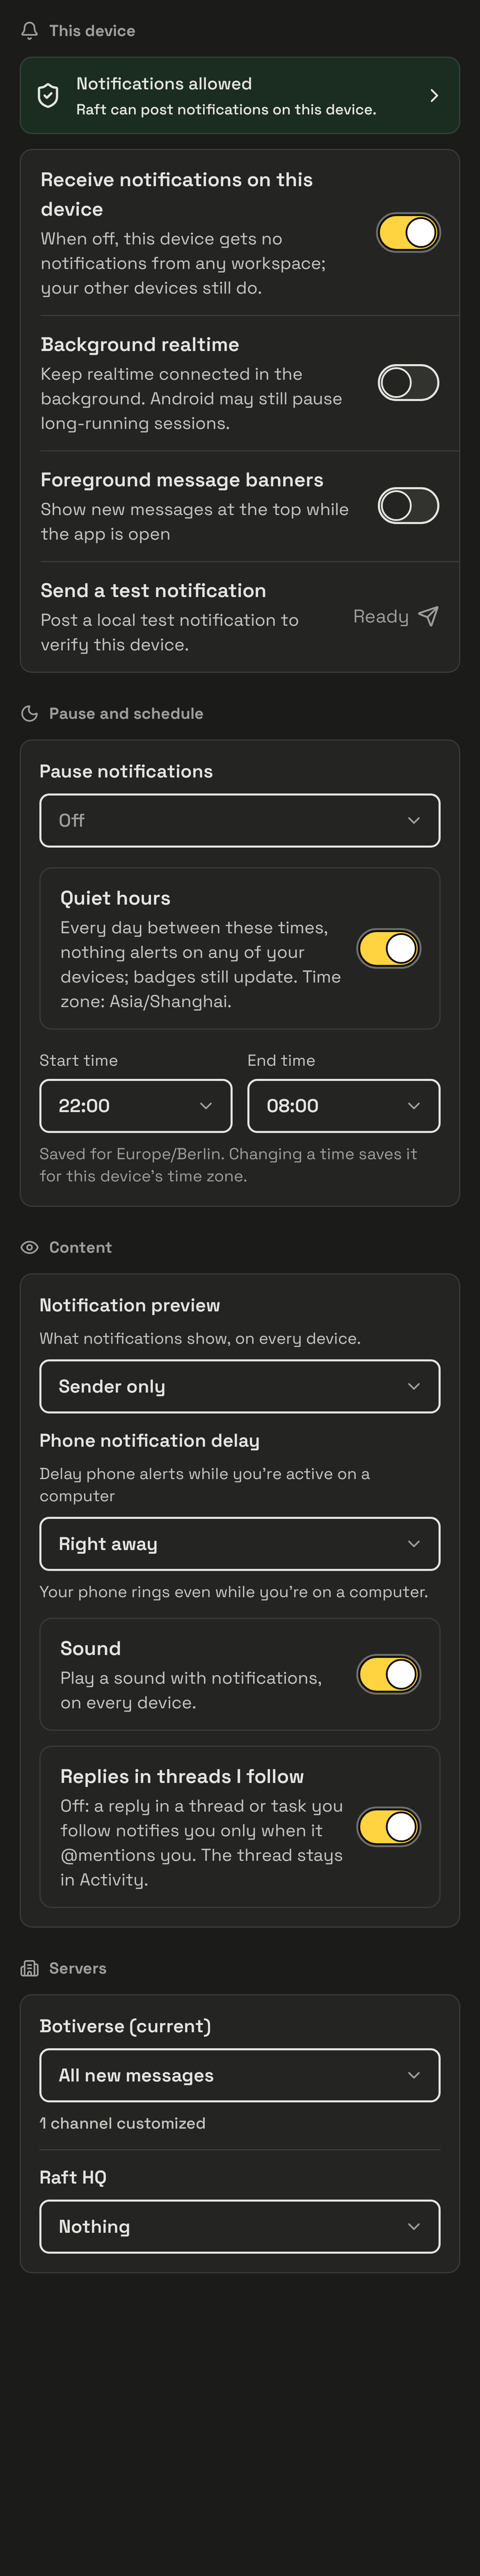 This device
Notifications allowed
Raft can post notifications on this device.
Receive notifications on this
device
When off, this device gets no
notifications from any workspace;
your other devices still do.
Background realtime
Keep realtime connected in the
background. Android may still pause
long-running sessions.
Foreground message banners
Show new messages at the top while
the app is open
Send a test notification
Post a local test notification to
verify this device.
Ready
Pause and schedule
Pause notifications
Off
Quiet hours
Every day between these times,
nothing alerts on any of your
devices; badges still update. Time
zone: Asia/Shanghai.
Start time
End time
22:00
08:00
Saved for Europe/Berlin. Changing a time saves it
for this device's time zone.
Content
Notification preview
What notifications show, on every device.
Sender only
Phone notification delay
Delay phone alerts while you're active on a
computer
Right away
Your phone rings even while you're on a computer.
Sound
Play a sound with notifications,
on every device.
Replies in threads I follow
Off: a reply in a thread or task you
follow notifies you only when it
@mentions you. The thread stays
in Activity.
Servers
Botiverse (current)
All new messages
1 channel customized
Raft HQ
Nothing